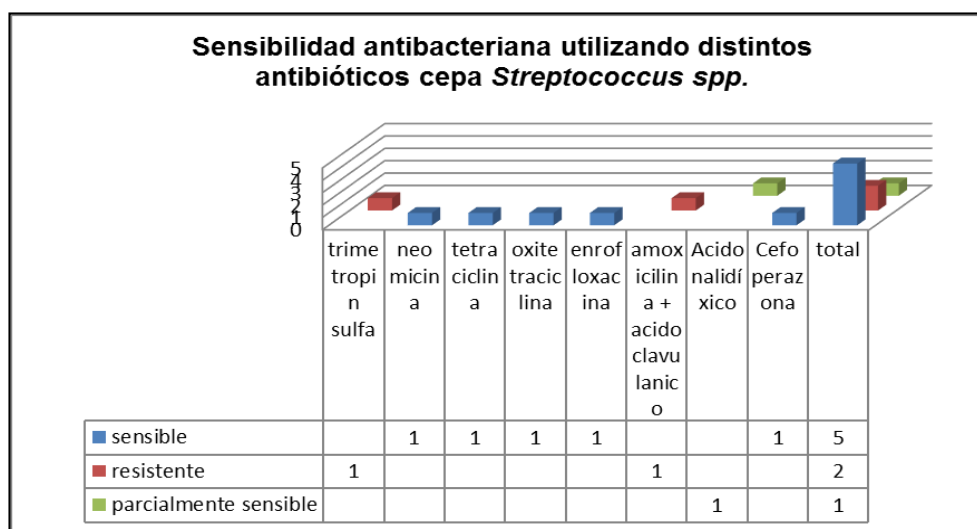 Sensibilidad antibacteriana utilizando distintos
antibióticos cepa Streptococcus spp.
5
4
3
2
1
0
trime neo tetra oxite enrof amox Acido Cefo total
tropi micin ciclin tracic loxac icilin nalidí peraz
n a a lina ina a + xico ona
sulfa acido
clavu
lanic
o
sensible 1 1 1 1 1 5
resistente 1 1 2
parcialmente sensible 1 1